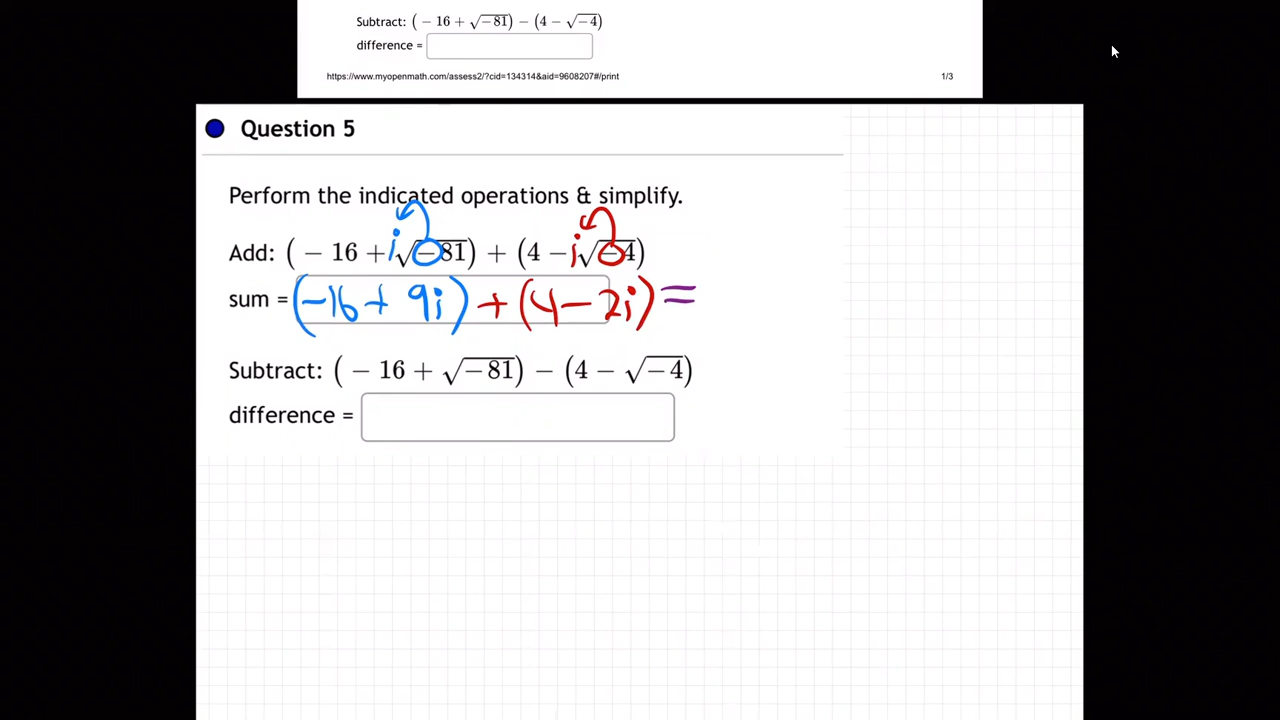 Subtract: (− 16 + √−81) − (4 − √−4)
difference =
https://www.myopenmath.com/assess2/?cid=134314&aid=9608207#/print 1/3
Question 5
Perform the indicated operations & simplify.
Add: (− 16 + i√−81) + (4 − i√−4)
sum = (−16 + 9i) + (4 − 2i) =
Subtract: (− 16 + √−81) − (4 − √−4)
difference =